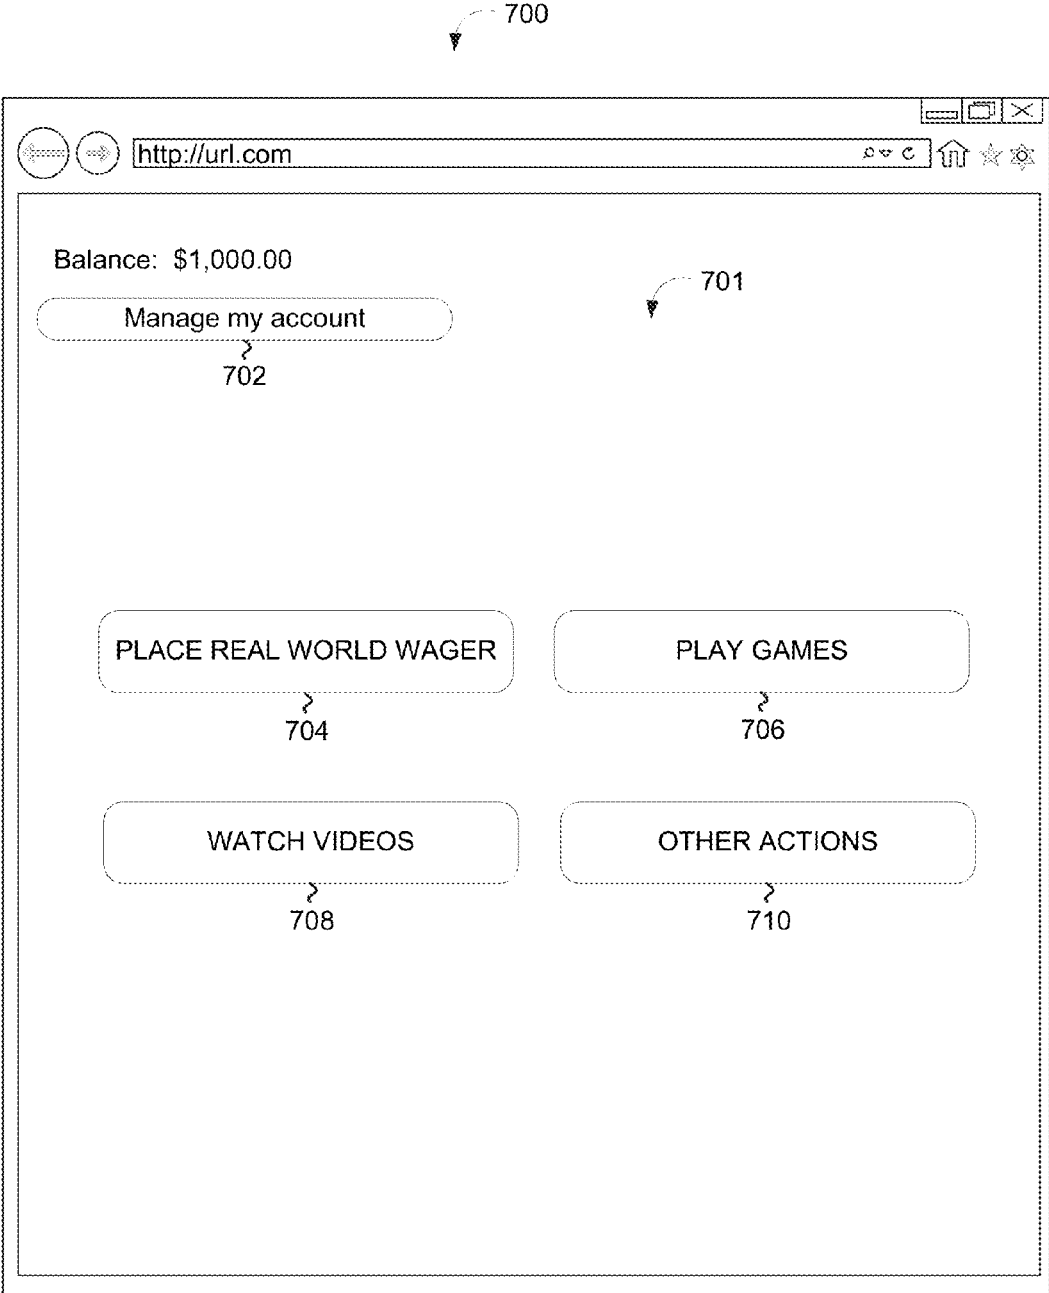 700
http://url.com
Balance: $1,000.00
701
Manage my account
702
PLACE REAL WORLD WAGER
PLAY GAMES
704
706
WATCH VIDEOS
OTHER ACTIONS
708
710